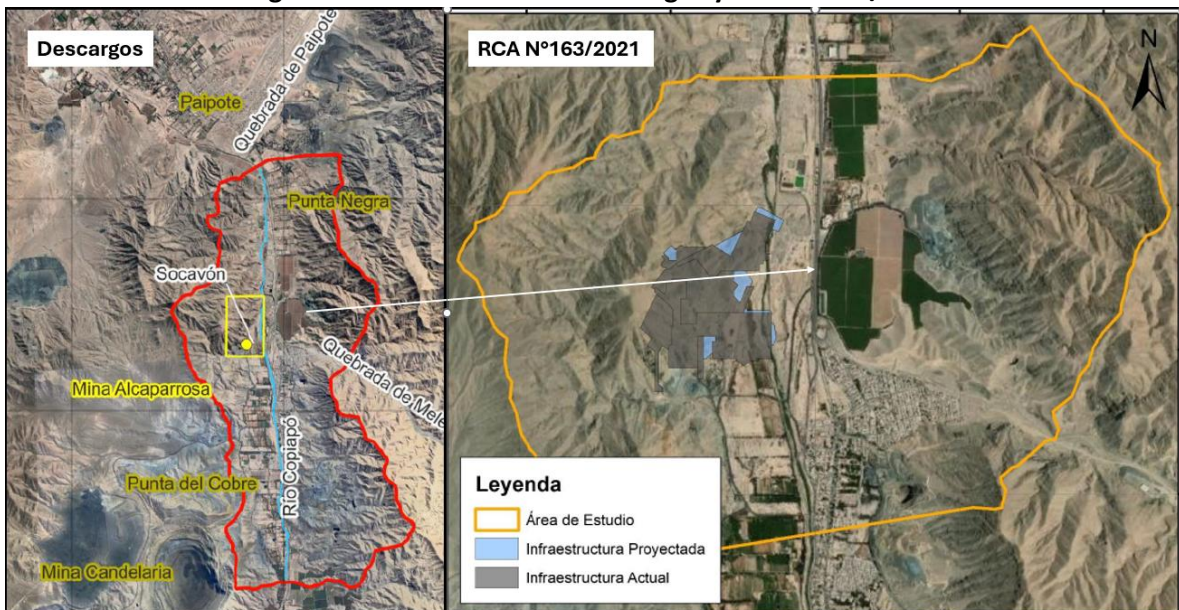 Descargos
Quebrada de Paipote
Paipote
Punta Negra
Socavón
Quebrada de Mele
Mina Alcaparrosa
Río Copiapó
Punta del Cobre
Mina Candelaria
RCA N°163/2021
N
Leyenda
Área de Estudio
Infraestructura Proyectada
Infraestructura Actual